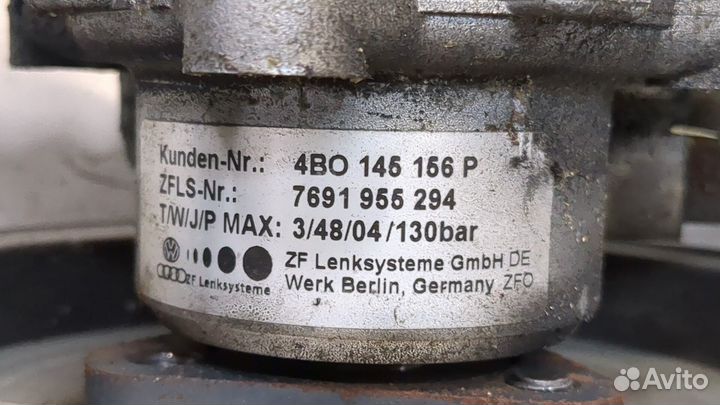 Kunden-Nr.: 4BO 145 156 P
ZFLS-Nr.: 7691 955 294
T/W/J/P MAX: 3/48/04/130bar
ZF Lenksysteme GmbH DE
ZF Lenksysteme Werk Berlin, Germany ZFO
Avito